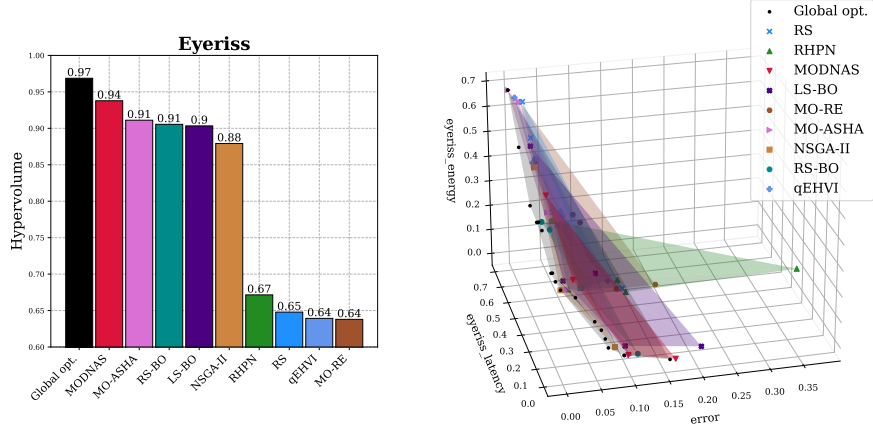 Eyeriss
Hypervolume
1.00
0.95
0.90
0.85
0.80
0.75
0.70
0.65
0.60
0.97
0.94
0.91
0.91
0.9
0.88
0.67
0.65
0.64
0.64
Global opt.
MODNAS
MO-ASHA
RS-BO
LS-BO
NSGA-II
RHPN
RS
qEHVI
MO-RE
Global opt.
RS
RHPN
MODNAS
LS-BO
MO-RE
MO-ASHA
NSGA-II
RS-BO
qEHVI
eyeriss_energy
0.7
0.6
0.5
0.4
0.3
0.2
0.1
0.0
eyeriss_latency
0.7
0.6
0.5
0.4
0.3
0.2
0.1
0.0
0.00
0.05
0.10
0.15
0.20
0.25
0.30
0.35
error